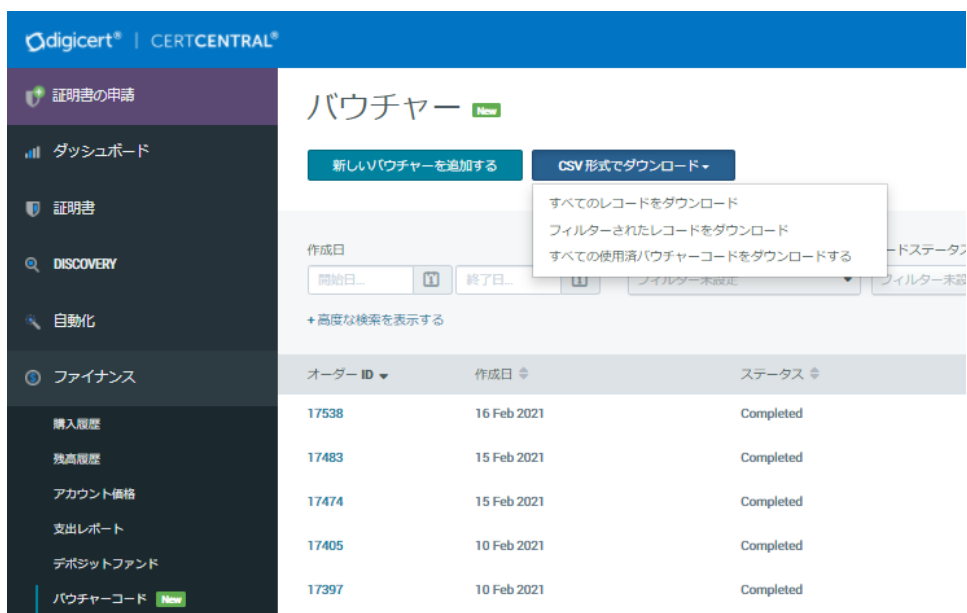 digicert® | CERTCENTRAL®
証明書の申請
ダッシュボード
証明書
DISCOVERY
自動化
ファイナンス
購入履歴
残高履歴
アカウント価格
支出レポート
デポジットファンド
バウチャーコード New
バウチャー New
新しいバウチャーを追加する CSV 形式でダウンロード
すべてのレコードをダウンロード
フィルターされたレコードをダウンロード
すべての使用済バウチャーコードをダウンロードする
作成日 ードステータス
開始日... 終了日... フィルター未設定 フィルター未設
+ 高度な検索を表示する
オーダー ID 作成日 ステータス
17538 16 Feb 2021 Completed
17483 15 Feb 2021 Completed
17474 15 Feb 2021 Completed
17405 10 Feb 2021 Completed
17397 10 Feb 2021 Completed